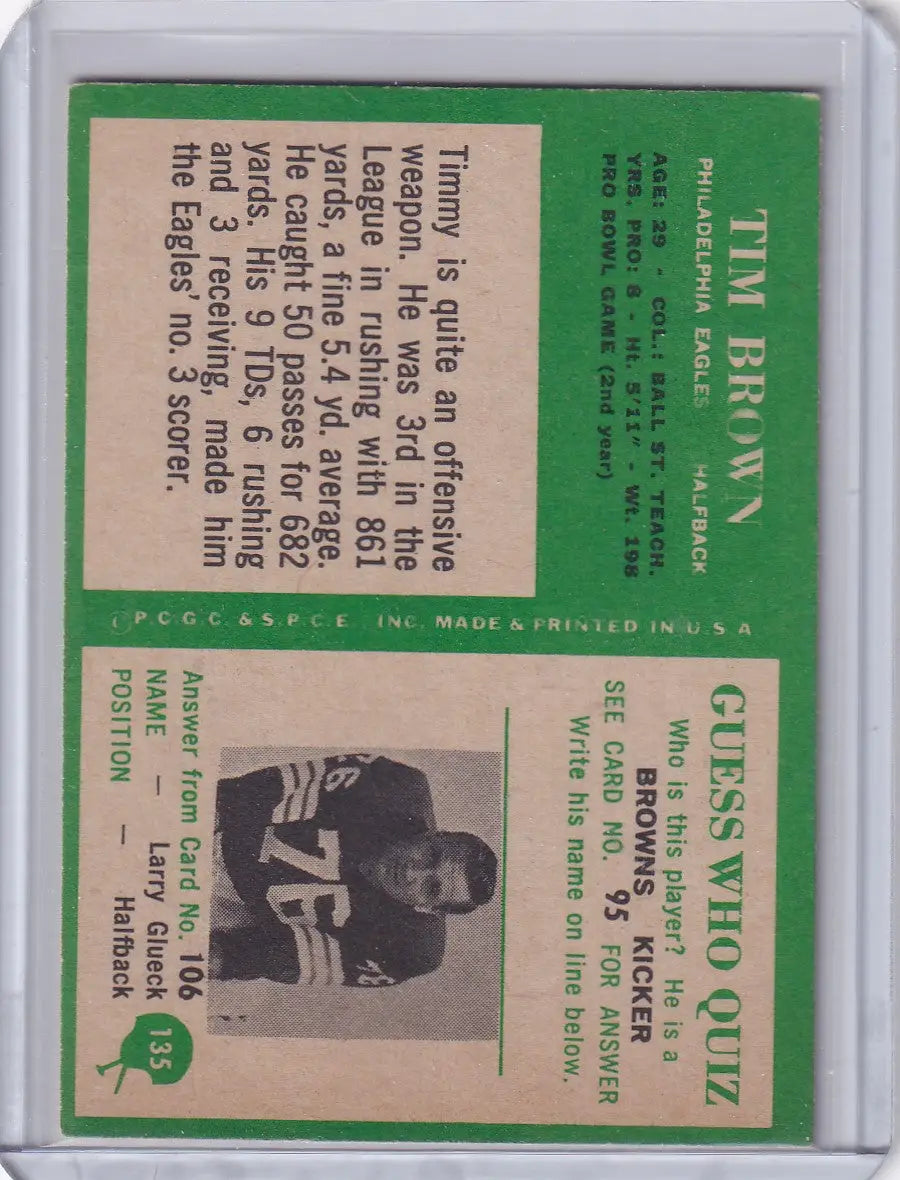 TIM BROWN
PHILADELPHIA EAGLES HALFBACK
AGE: 29 - COL.: BALL ST. TEACH.
YRS. PRO: 8 - Ht. 5'11" - Wt. 198
PRO BOWL GAME (2nd year)
Timmy is quite an offensive
weapon. He was 3rd in the
League in rushing with 861
yards, a fine 5.4 yd. average.
He caught 50 passes for 682
yards. His 9 TDs, 6 rushing
and 3 receiving, made him
the Eagles' no. 3 scorer.
© P.C.G.C. & S.P.C.E. INC. MADE & PRINTED IN U.S.A
GUESS WHO QUIZ
Who is this player? He is a
BROWNS KICKER
SEE CARD NO. 95 FOR ANSWER
Write his name on line below.
76
76
76
Answer from Card No. 106
NAME — Larry Glueck
POSITION — Halfback
135